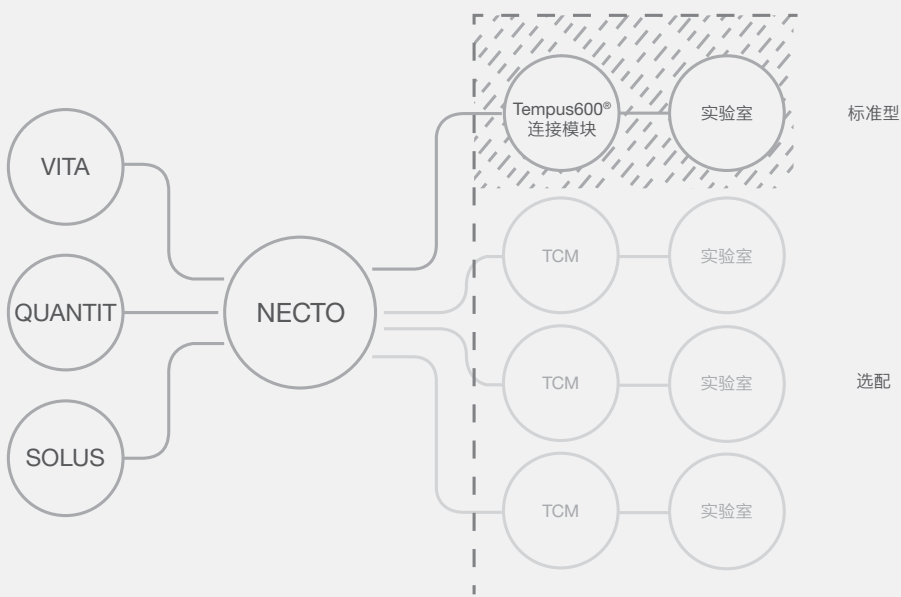 Tempus600®
连接模块
实验室
标准型
VITA
TCM
实验室
QUANTIT
NECTO
TCM
实验室
选配
SOLUS
TCM
实验室